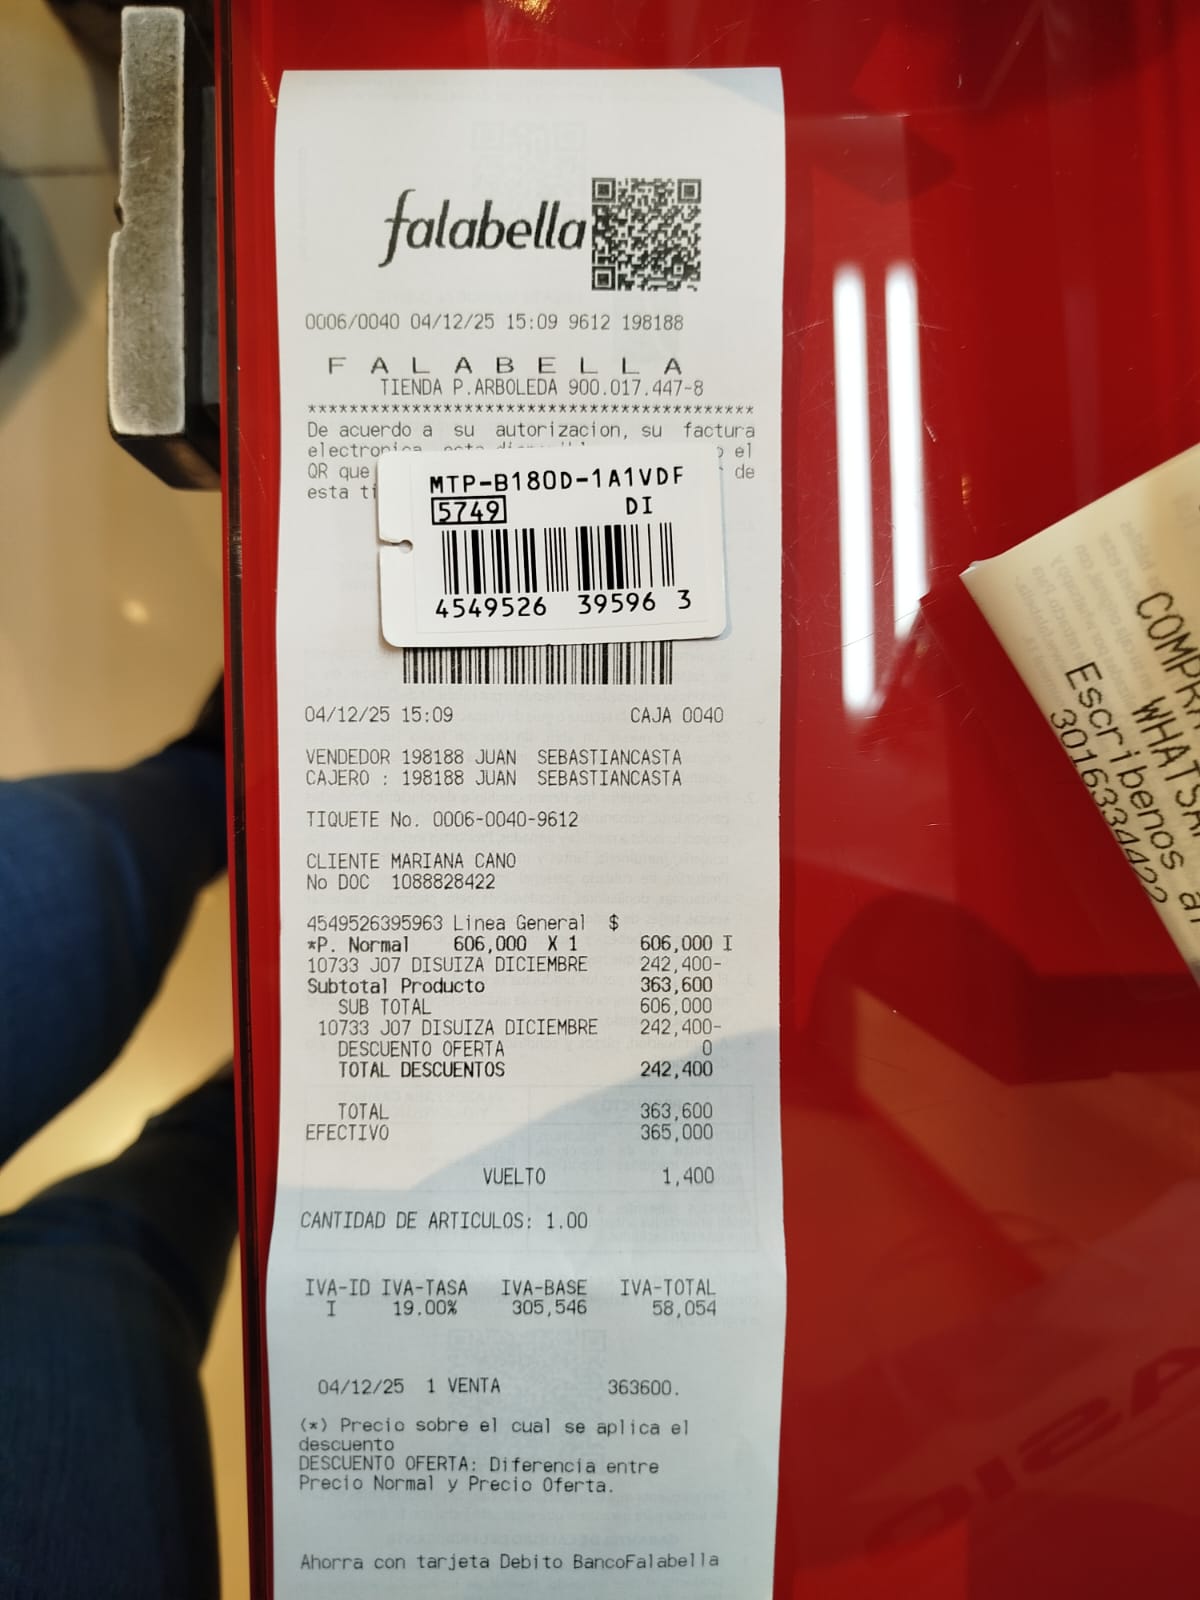 falabella
0006/0040 04/12/25 15:09 9612 198188
F A L A B E L L A
TIENDA P.ARBOLEDA 900.017.447-8
*******************************************
De acuerdo a su autorizacion, su factura
electronica el
QR que de
esta
MTP-B180D-1A1VDF
5749 DI
4549526 39596 3
04/12/25 15:09 CAJA 0040
VENDEDOR 198188 JUAN SEBASTIANCASTA
CAJERO : 198188 JUAN SEBASTIANCASTA
TIQUETE No. 0006-0040-9612
CLIENTE MARIANA CANO
No DOC 1088828422
4549526395963 Linea General $
*P. Normal 606,000 X 1 606,000 I
10733 J07 DISUIZA DICIEMBRE 242,400-
Subtotal Producto 363,600
SUB TOTAL 606,000
10733 J07 DISUIZA DICIEMBRE 242,400-
DESCUENTO OFERTA 0
TOTAL DESCUENTOS 242,400
TOTAL 363,600
EFECTIVO 365,000
VUELTO 1,400
CANTIDAD DE ARTICULOS: 1.00
IVA-ID IVA-TASA IVA-BASE IVA-TOTAL
I 19.00% 305,546 58,054
04/12/25 1 VENTA 363600.
(*) Precio sobre el cual se aplica el
descuento
DESCUENTO OFERTA: Diferencia entre
Precio Normal y Precio Oferta.
Ahorra con tarjeta Debito BancoFalabella
Escribenos al
3016334422